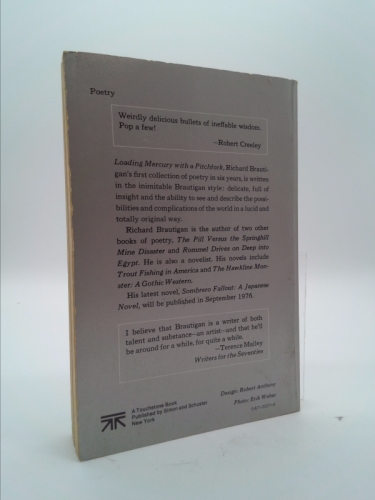 Poetry
Weirdly delicious bullets of ineffable wisdom.
Pop a few!
—Robert Creeley
Loading Mercury with a Pitchfork, Richard Brauti-
gan's first collection of poetry in six years, is written
in the inimitable Brautigan style: delicate, full of
insight and the ability to see and describe the possi-
bilities and complications of the world in a lucid and
totally original way.
Richard Brautigan is the author of two other
books of poetry, The Pill Versus the Springhill
Mine Disaster and Rommel Drives on Deep into
Egypt. He is also a novelist. His novels include
Trout Fishing in America and The Hawkline Mon-
ster: A Gothic Western.
His latest novel, Sombrero Fallout: A Japanese
Novel, will be published in September 1976.
I believe that Brautigan is a writer of both
talent and substance—an artist—and that he'll
be around for a while, for quite a while.
—Terence Malley
Writers for the Seventies
Design: Robert Anthony
Photo: Erik Weber
A Touchstone Book
Published by Simon and Schuster
New York